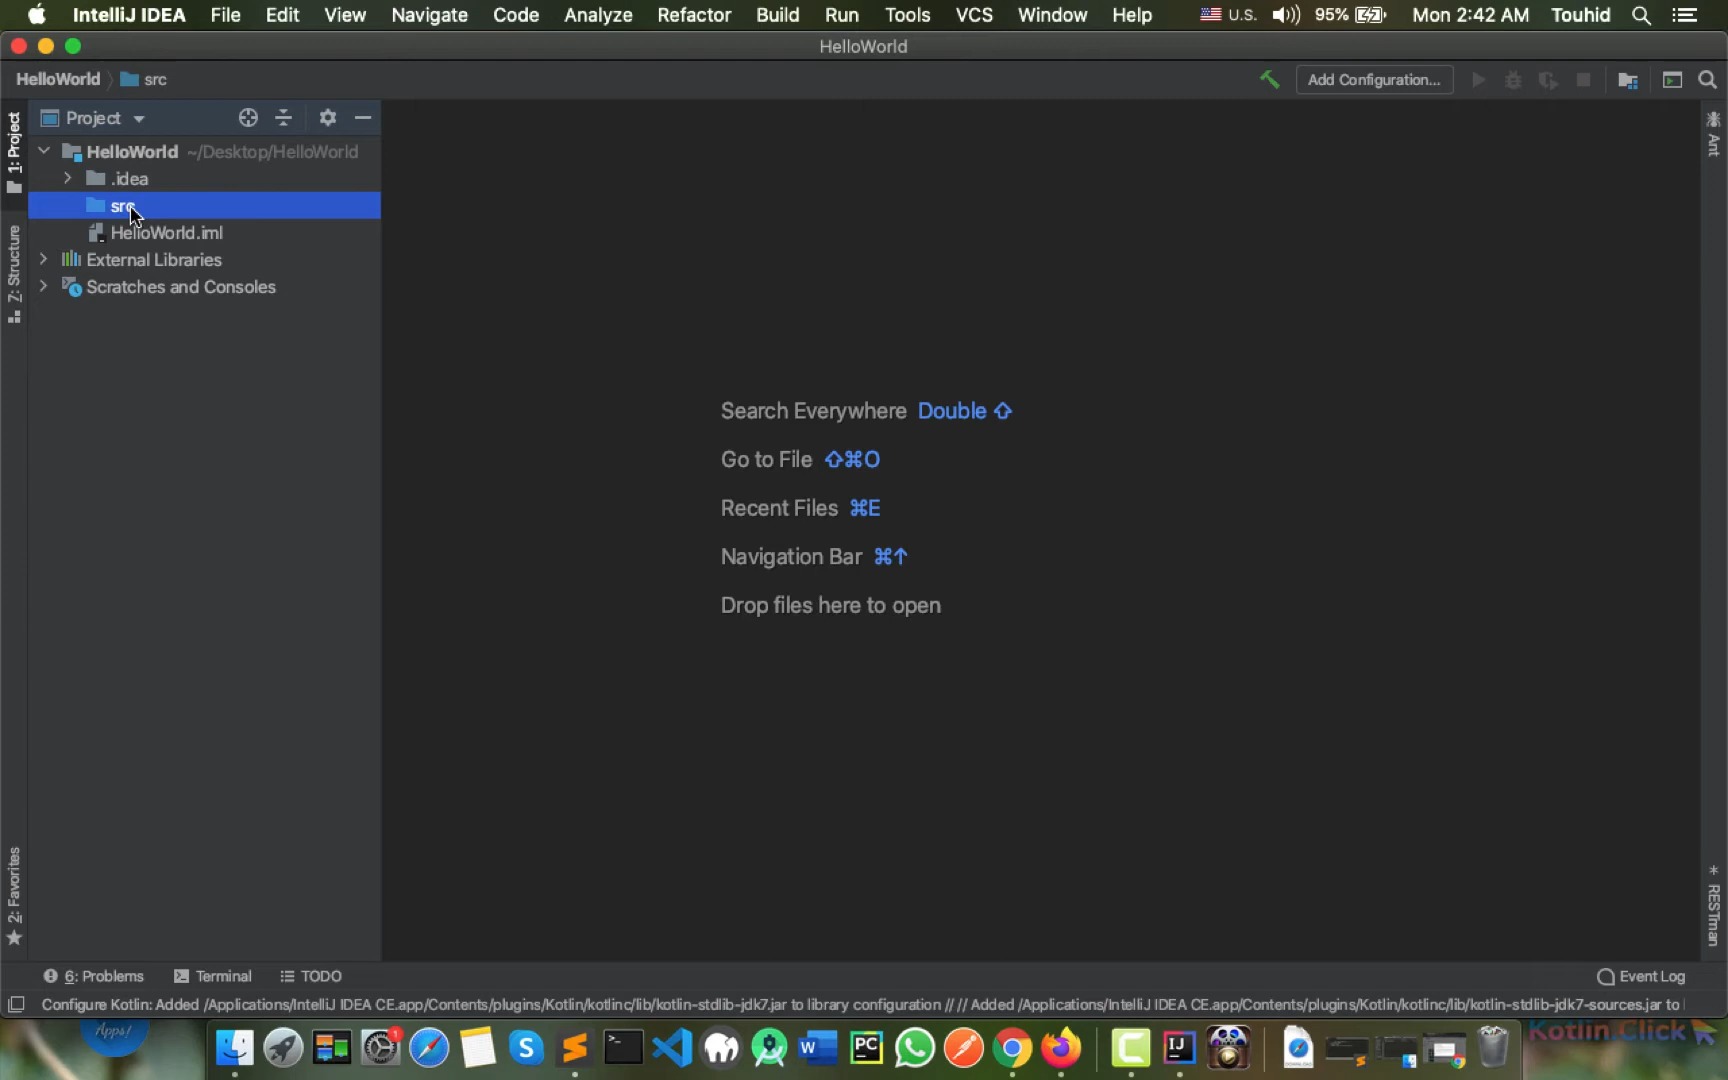 IntelliJ IDEA File Edit View Navigate Code Analyze Refactor Build Run Tools VCS Window Help U.S. 95% Mon 2:42 AM Touhid
HelloWorld
HelloWorld src
Add Configuration...
1: Project
Project
HelloWorld ~/Desktop/HelloWorld
.idea
src
HelloWorld.iml
External Libraries
Scratches and Consoles
Z: Structure
2: Favorites
Ant
RESTman
Search Everywhere Double ⇧
Go to File ⇧⌘O
Recent Files ⌘E
Navigation Bar ⌘↑
Drop files here to open
6: Problems Terminal TODO Event Log
Configure Kotlin: Added /Applications/IntelliJ IDEA CE.app/Contents/plugins/Kotlin/kotlinc/lib/kotlin-stdlib-jdk7.jar to library configuration // // Added /Applications/IntelliJ IDEA CE.app/Contents/plugins/Kotlin/kotlinc/lib/kotlin-stdlib-jdk7-sources.jar to l
Apps!
1
S
W
PC
IJ
DOWNLOAD
Kotlin.Click